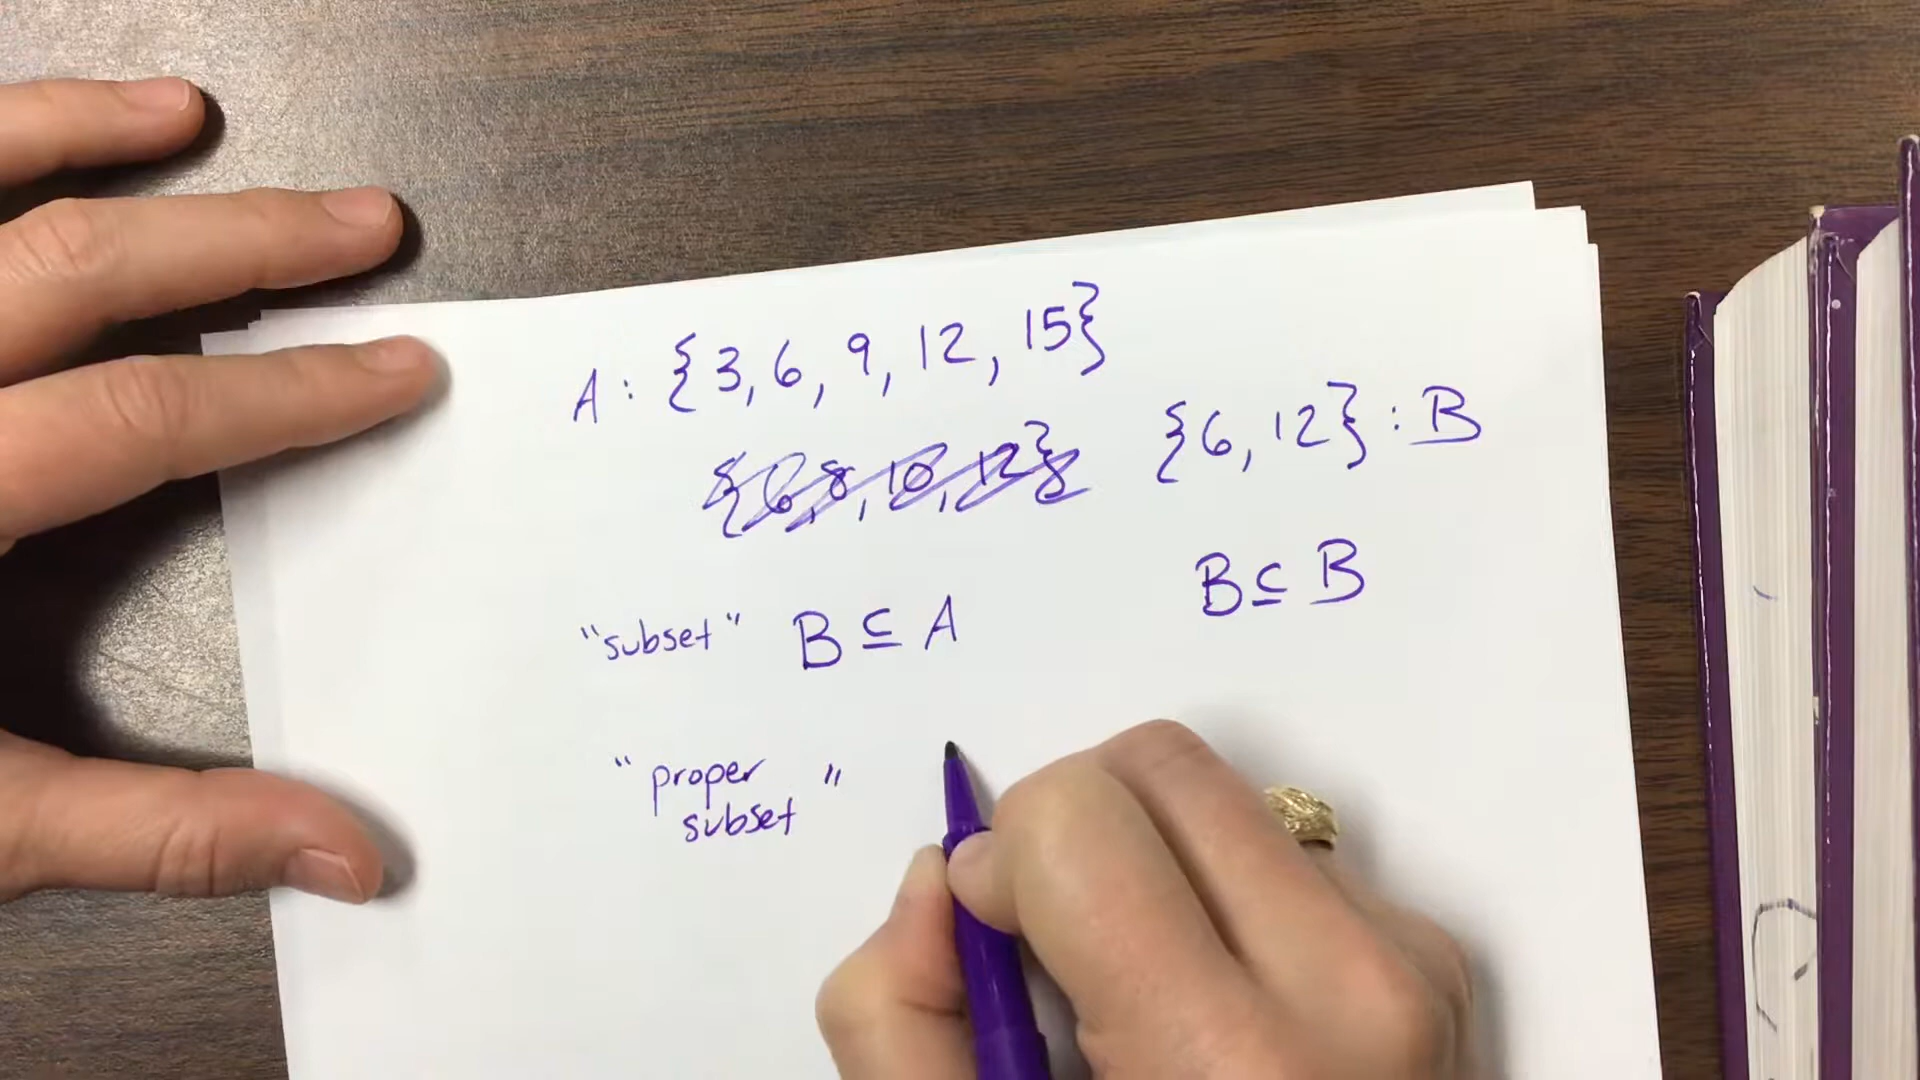 A : {3, 6, 9, 12, 15}
{6, 12} : B
{6, 8, 10, 12}
B ⊆ B
"subset" B ⊆ A
"proper
subset"